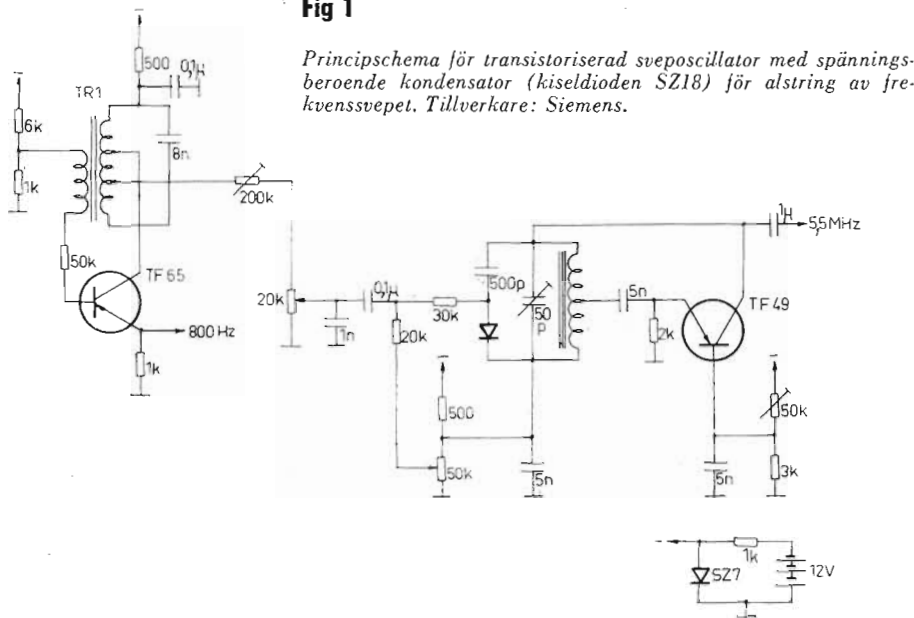 Fig 1
Principschema för transistoriserad sveposcillator med spännings-
beroende kondensator (kiseldioden SZ18) för alstring av fre-
kvenssvepet. Tillverkare: Siemens.
500
0,1µ
TR1
6k
8n
1k
200k
50k
TF 65
800 Hz
1k
1µ
5,5MHz
500p
20k
0,1µ
50
p
5n
TF 49
30k
1n
20k
2k
500
50k
50k
5n
5n
3k
1k
SZ7
12V